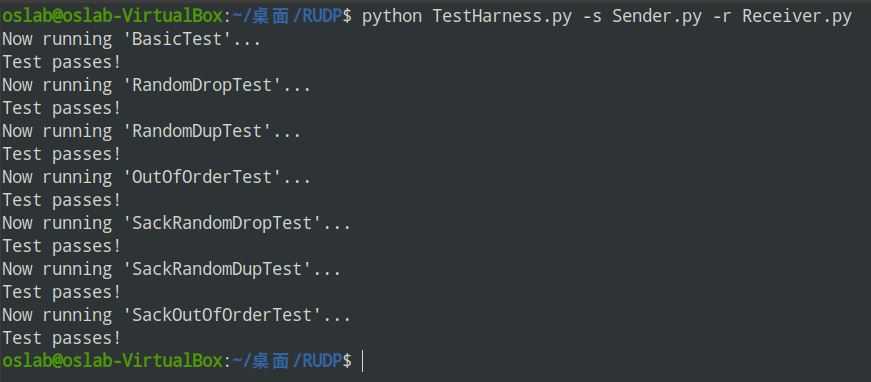 oslab@oslab-VirtualBox:~/桌面/RUDP$ python TestHarness.py -s Sender.py -r Receiver.py
Now running 'BasicTest'...
Test passes!
Now running 'RandomDropTest'...
Test passes!
Now running 'RandomDupTest'...
Test passes!
Now running 'OutOfOrderTest'...
Test passes!
Now running 'SackRandomDropTest'...
Test passes!
Now running 'SackRandomDupTest'...
Test passes!
Now running 'SackOutOfOrderTest'...
Test passes!
oslab@oslab-VirtualBox:~/桌面/RUDP$